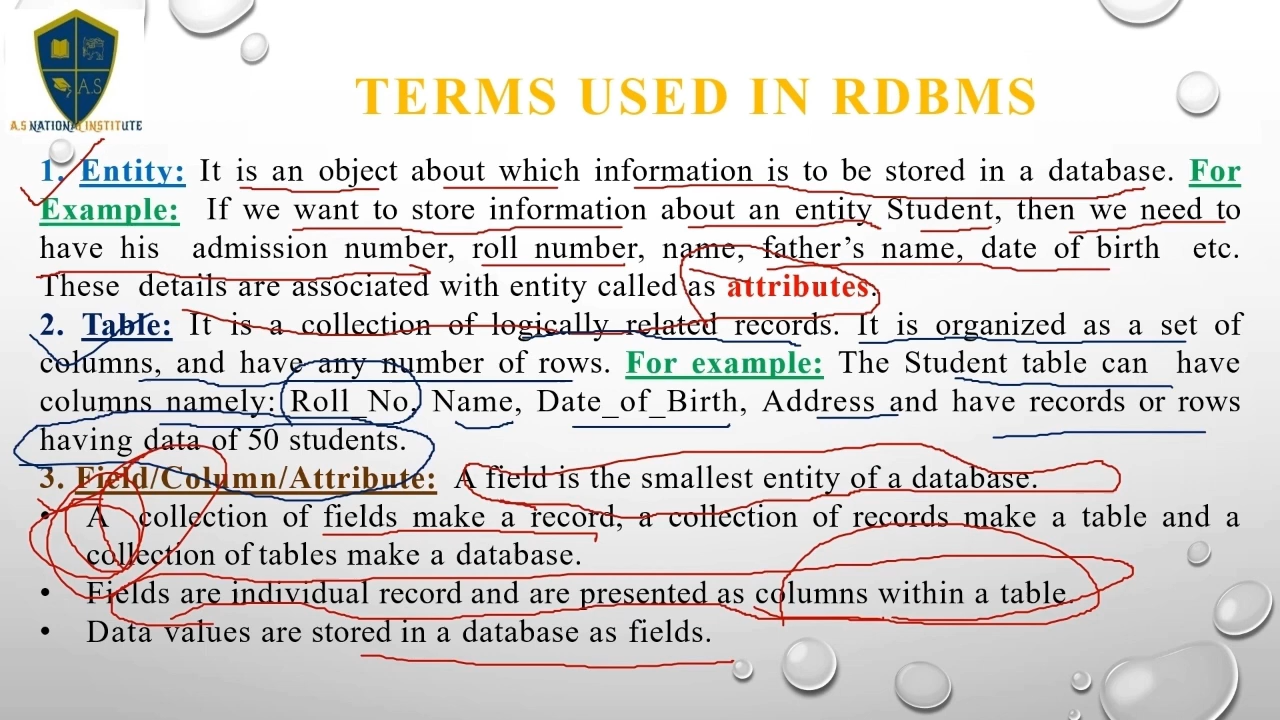 A.S
A.S NATIONAL INSTITUTE
TERMS USED IN RDBMS
1. Entity: It is an object about which information is to be stored in a database. For
Example: If we want to store information about an entity Student, then we need to
have his admission number, roll number, name, father's name, date of birth etc.
These details are associated with entity called as attributes.
2. Table: It is a collection of logically related records. It is organized as a set of
columns, and have any number of rows. For example: The Student table can have
columns namely: Roll_No, Name, Date_of_Birth, Address and have records or rows
having data of 50 students.
3. Field/Column/Attribute: A field is the smallest entity of a database.
• A collection of fields make a record, a collection of records make a table and a
collection of tables make a database.
• Fields are individual record and are presented as columns within a table.
• Data values are stored in a database as fields.